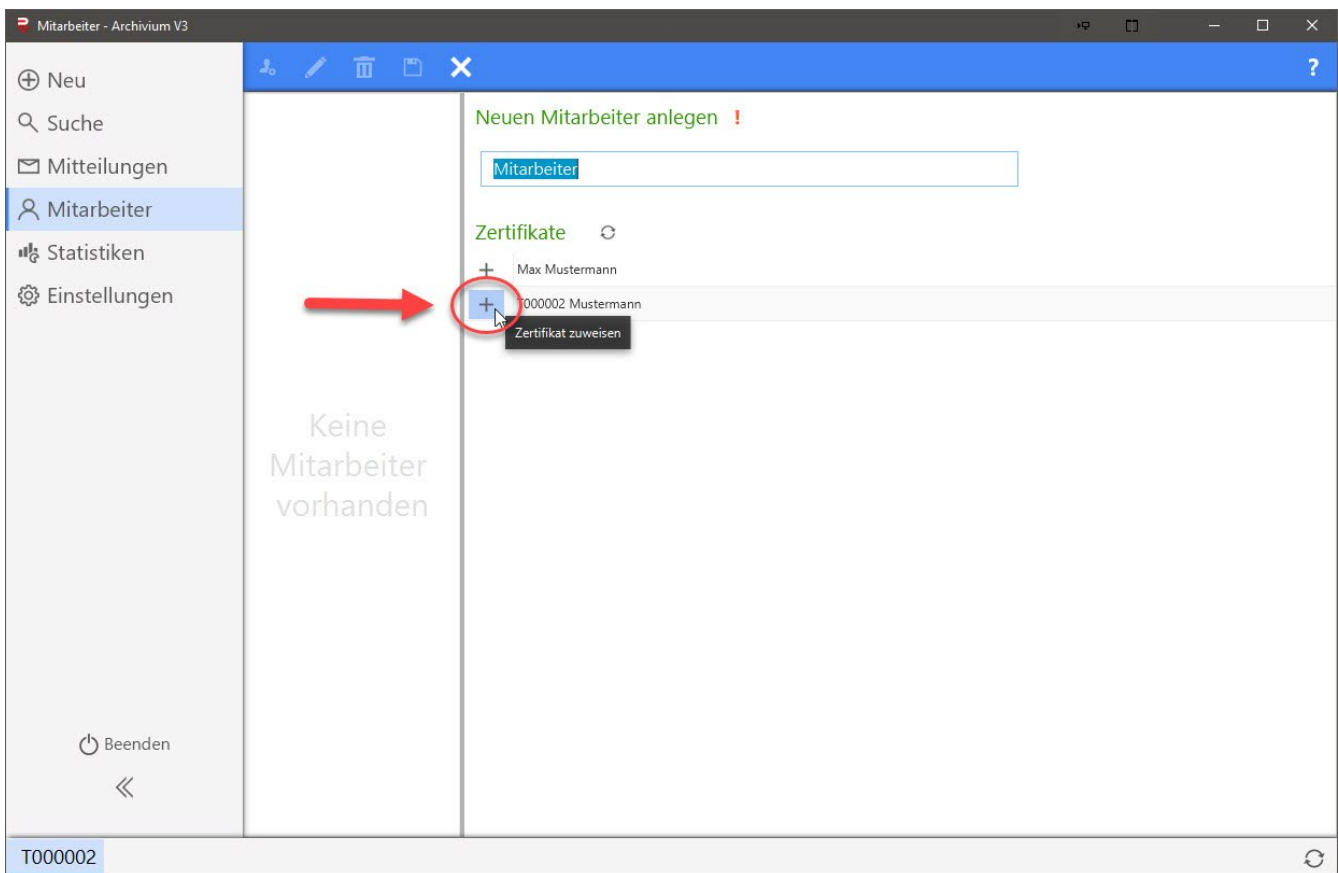 Mitarbeiter - Archivium V3
?
Neu
Suche
Mitteilungen
Mitarbeiter
Statistiken
Einstellungen
Neuen Mitarbeiter anlegen !
Mitarbeiter
Zertifikate
Max Mustermann
T000002 Mustermann
Zertifikat zuweisen
Keine
Mitarbeiter
vorhanden
Beenden
T000002